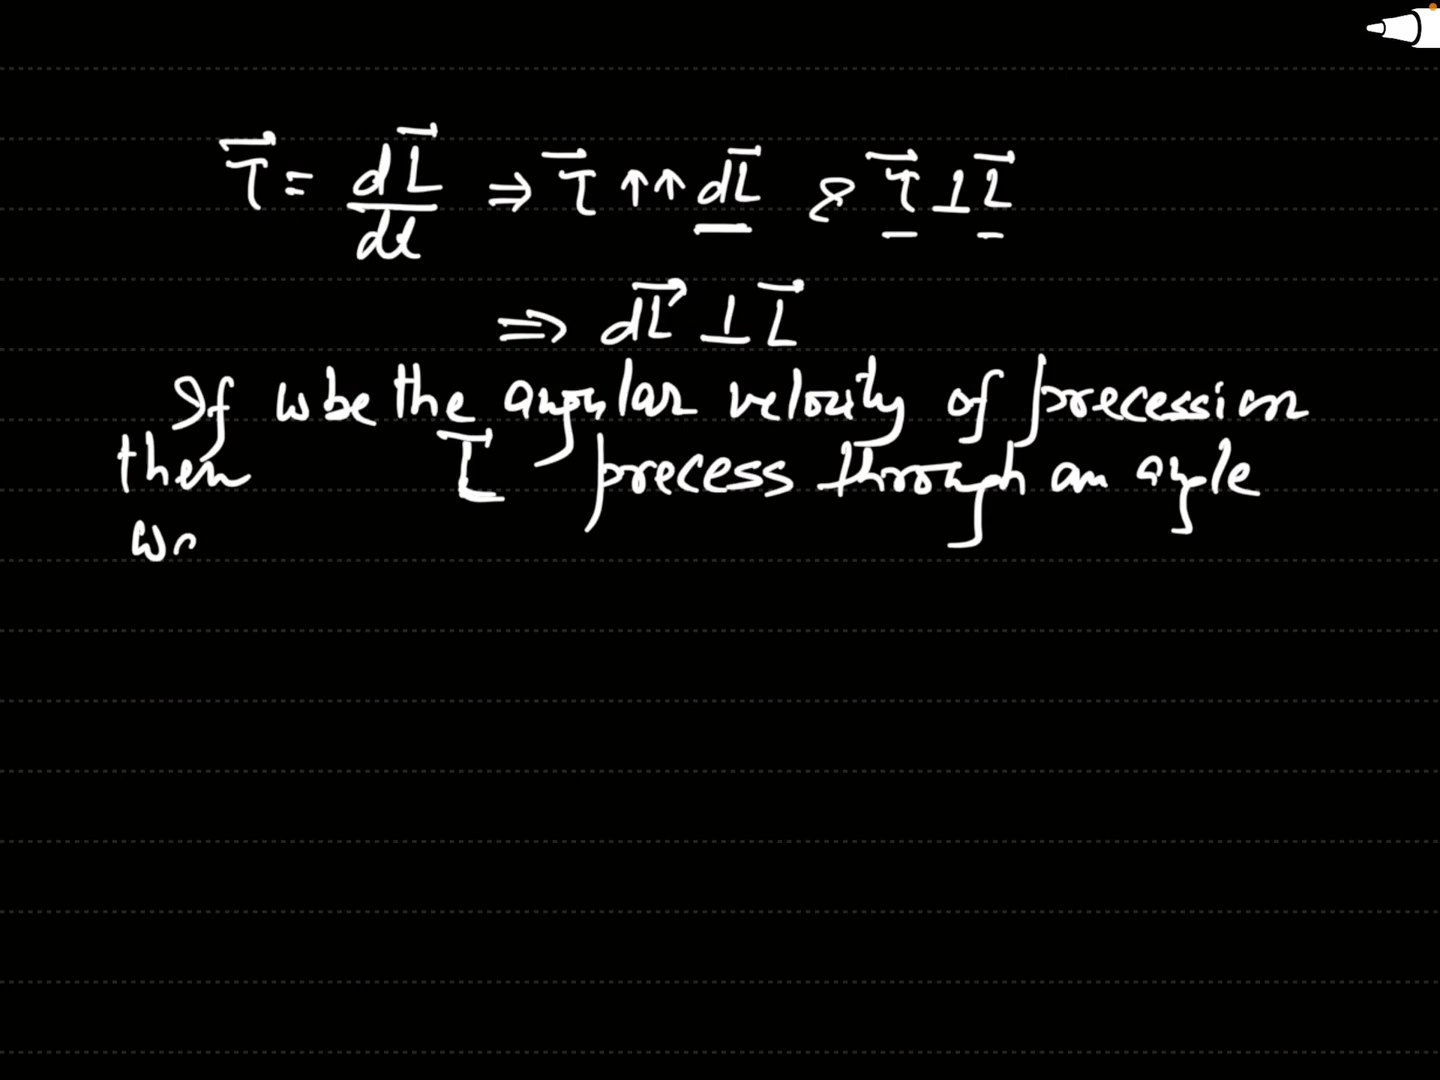 τ⃗ = dL⃗/dt ⇒ τ⃗ ↑↑ dL⃗ & τ⃗ ⊥ L⃗
⇒ dL⃗ ⊥ L⃗
If ω be the angular velocity of precession
then L⃗ precess through an angle